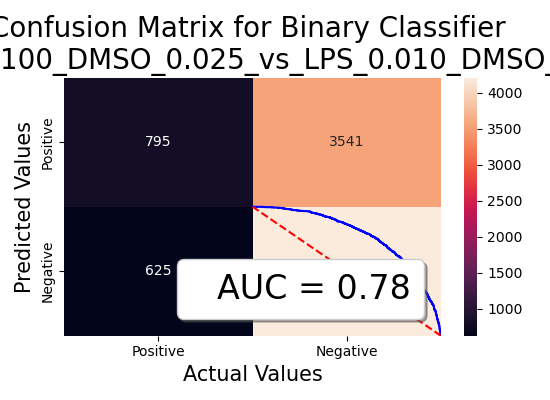 Confusion Matrix for Binary Classifier
100_DMSO_0.025_vs_LPS_0.010_DMSO_
4000
3500
3000
2500
2000
1500
1000
Predicted Values
Positive
Negative
795
3541
625
AUC = 0.78
Positive
Negative
Actual Values